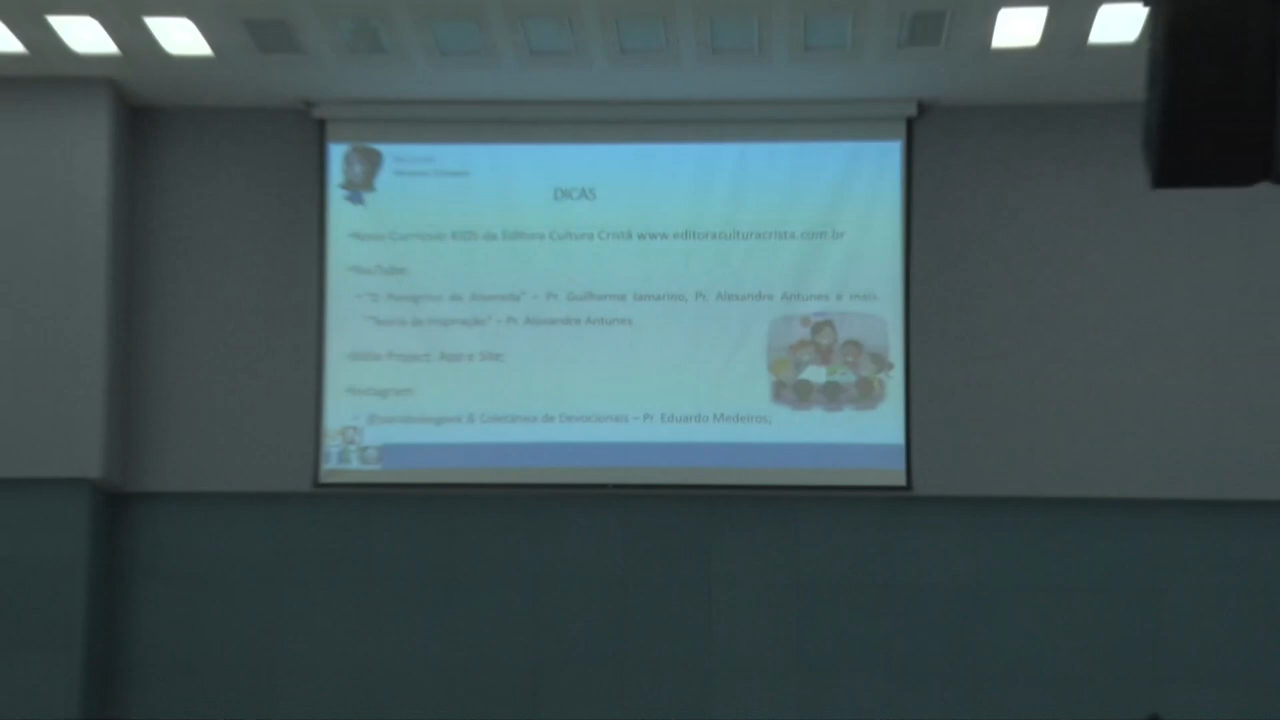 DICAS
Novo Currículo KIDS da Editora Cultura Cristã www.editoraculturacrista.com.br
YouTube:
"O Peregrino da Alvorada" – Pr. Guilherme Iamarino, Pr. Alexandre Antunes e mais.
"Teoria da Inspiração" – Pr. Alexandre Antunes
Bible Project: App e Site;
Instagram:
& Coletânea de Devocionais – Pr. Eduardo Medeiros;